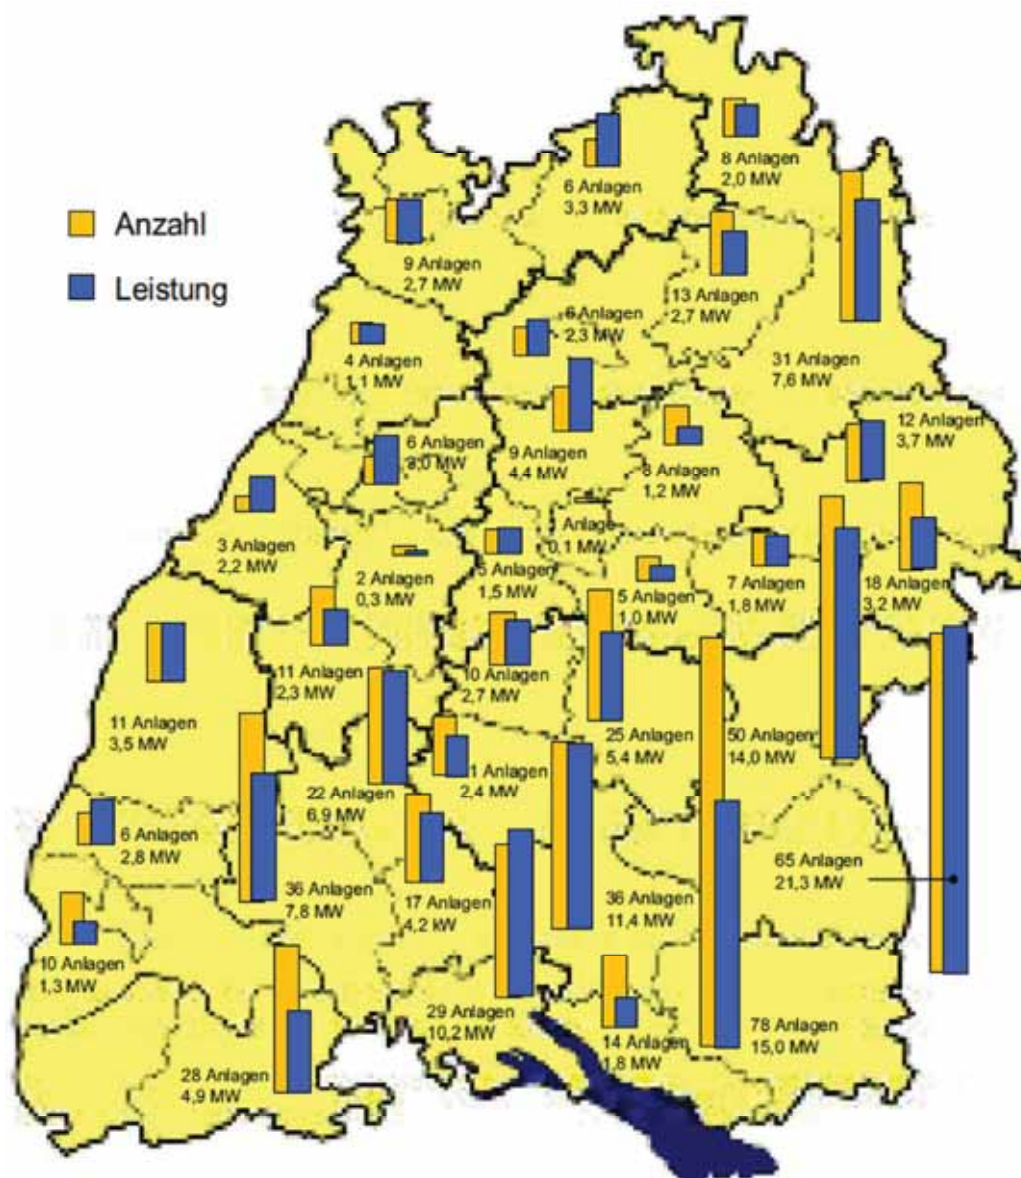 8 Anlagen
2,0 MW
6 Anlagen
3,3 MW
Anzahl
Leistung
9 Anlagen
2,7 MW
13 Anlagen
2,7 MW
6 Anlagen
2,3 MW
4 Anlagen
1,1 MW
31 Anlagen
7,6 MW
12 Anlagen
3,7 MW
6 Anlagen
MW
9 Anlagen
4,4 MW
8 Anlagen
1,2 MW
1 Anlage
0,1 MW
3 Anlagen
2,2 MW
2 Anlagen
0,3 MW
5 Anlagen
1,5 MW
5 Anlagen
1,0 MW
7 Anlagen
1,8 MW
18 Anlagen
3,2 MW
11 Anlagen
2,3 MW
10 Anlagen
2,7 MW
11 Anlagen
3,5 MW
25 Anlagen
5,4 MW
50 Anlagen
14,0 MW
1 Anlagen
2,4 MW
22 Anlagen
6,9 MW
6 Anlagen
2,8 MW
65 Anlagen
21,3 MW
36 Anlagen
7,8 MW
17 Anlagen
4,2 kW
36 Anlagen
11,4 MW
10 Anlagen
1,3 MW
29 Anlagen
10,2 MW
14 Anlagen
1,8 MW
78 Anlagen
15,0 MW
28 Anlagen
4,9 MW